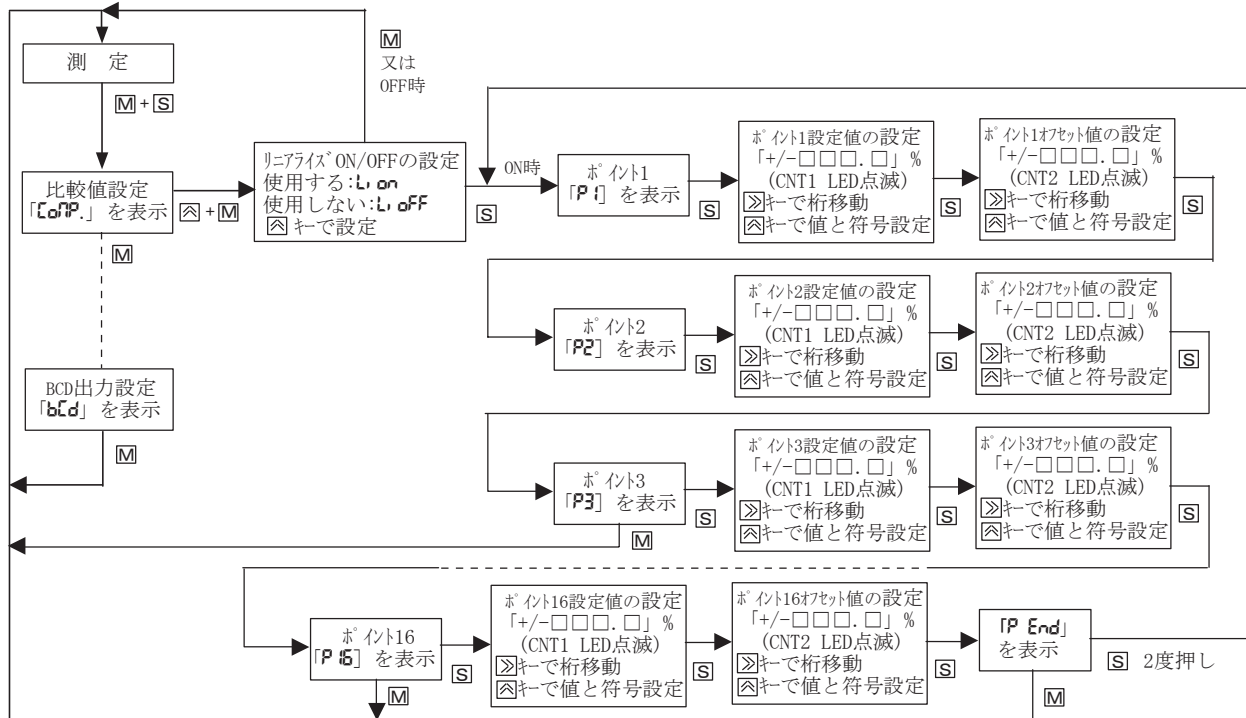 測 定
M + S
比較値設定
「CoMP.」を表示
M
BCD出力設定
「bCd」を表示
M
M
又は
OFF時
リニアライズON/OFFの設定
使用する:Li on
使用しない:Li oFF
キーで設定
+ M
ON時
S
ポイント1
「P1」を表示
S
ポイント1設定値の設定
「+/-□□□.□」%
(CNT1 LED点滅)
キーで桁移動
キーで値と符号設定
S
ポイント1オフセット値の設定
「+/-□□□.□」%
(CNT2 LED点滅)
キーで桁移動
キーで値と符号設定
S
ポイント2
「P2」を表示
S
ポイント2設定値の設定
「+/-□□□.□」%
(CNT1 LED点滅)
キーで桁移動
キーで値と符号設定
S
ポイント2オフセット値の設定
「+/-□□□.□」%
(CNT2 LED点滅)
キーで桁移動
キーで値と符号設定
S
ポイント3
「P3」を表示
S
M
ポイント3設定値の設定
「+/-□□□.□」%
(CNT1 LED点滅)
キーで桁移動
キーで値と符号設定
S
ポイント3オフセット値の設定
「+/-□□□.□」%
(CNT2 LED点滅)
キーで桁移動
キーで値と符号設定
S
ポイント16
「P16」を表示
S
M
ポイント16設定値の設定
「+/-□□□.□」%
(CNT1 LED点滅)
キーで桁移動
キーで値と符号設定
S
ポイント16オフセット値の設定
「+/-□□□.□」%
(CNT2 LED点滅)
キーで桁移動
キーで値と符号設定
S
「P End」
を表示
S 2度押し
M